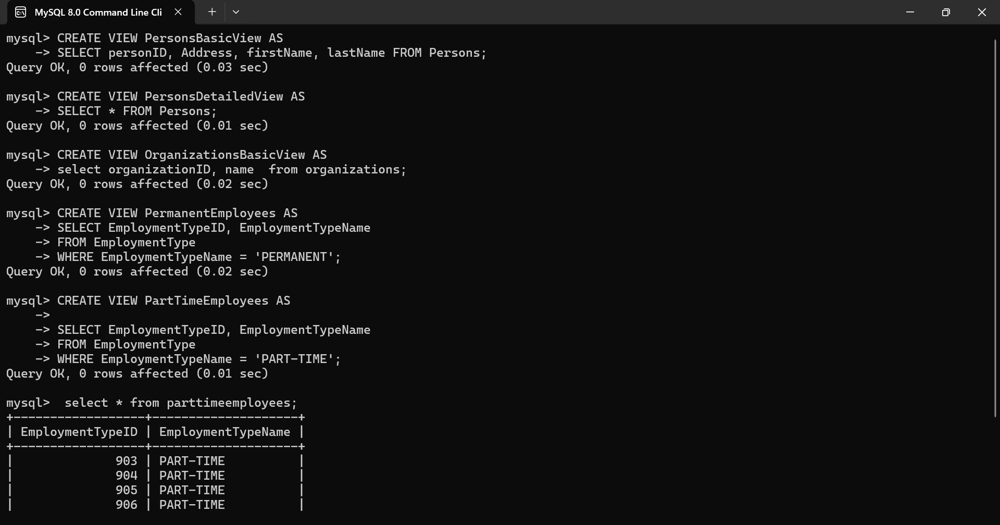 MySQL 8.0 Command Line Cli
mysql> CREATE VIEW PersonsBasicView AS
    -> SELECT personID, Address, firstName, lastName FROM Persons;
Query OK, 0 rows affected (0.03 sec)

mysql> CREATE VIEW PersonsDetailedView AS
    -> SELECT * FROM Persons;
Query OK, 0 rows affected (0.01 sec)

mysql> CREATE VIEW OrganizationsBasicView AS
    -> select organizationID, name  from organizations;
Query OK, 0 rows affected (0.02 sec)

mysql> CREATE VIEW PermanentEmployees AS
    -> SELECT EmploymentTypeID, EmploymentTypeName
    -> FROM EmploymentType
    -> WHERE EmploymentTypeName = 'PERMANENT';
Query OK, 0 rows affected (0.02 sec)

mysql> CREATE VIEW PartTimeEmployees AS
    ->
    -> SELECT EmploymentTypeID, EmploymentTypeName
    -> FROM EmploymentType
    -> WHERE EmploymentTypeName = 'PART-TIME';
Query OK, 0 rows affected (0.01 sec)

mysql>  select * from parttimeemployees;
+------------------+--------------------+
| EmploymentTypeID | EmploymentTypeName |
+------------------+--------------------+
|              903 | PART-TIME          |
|              904 | PART-TIME          |
|              905 | PART-TIME          |
|              906 | PART-TIME          |